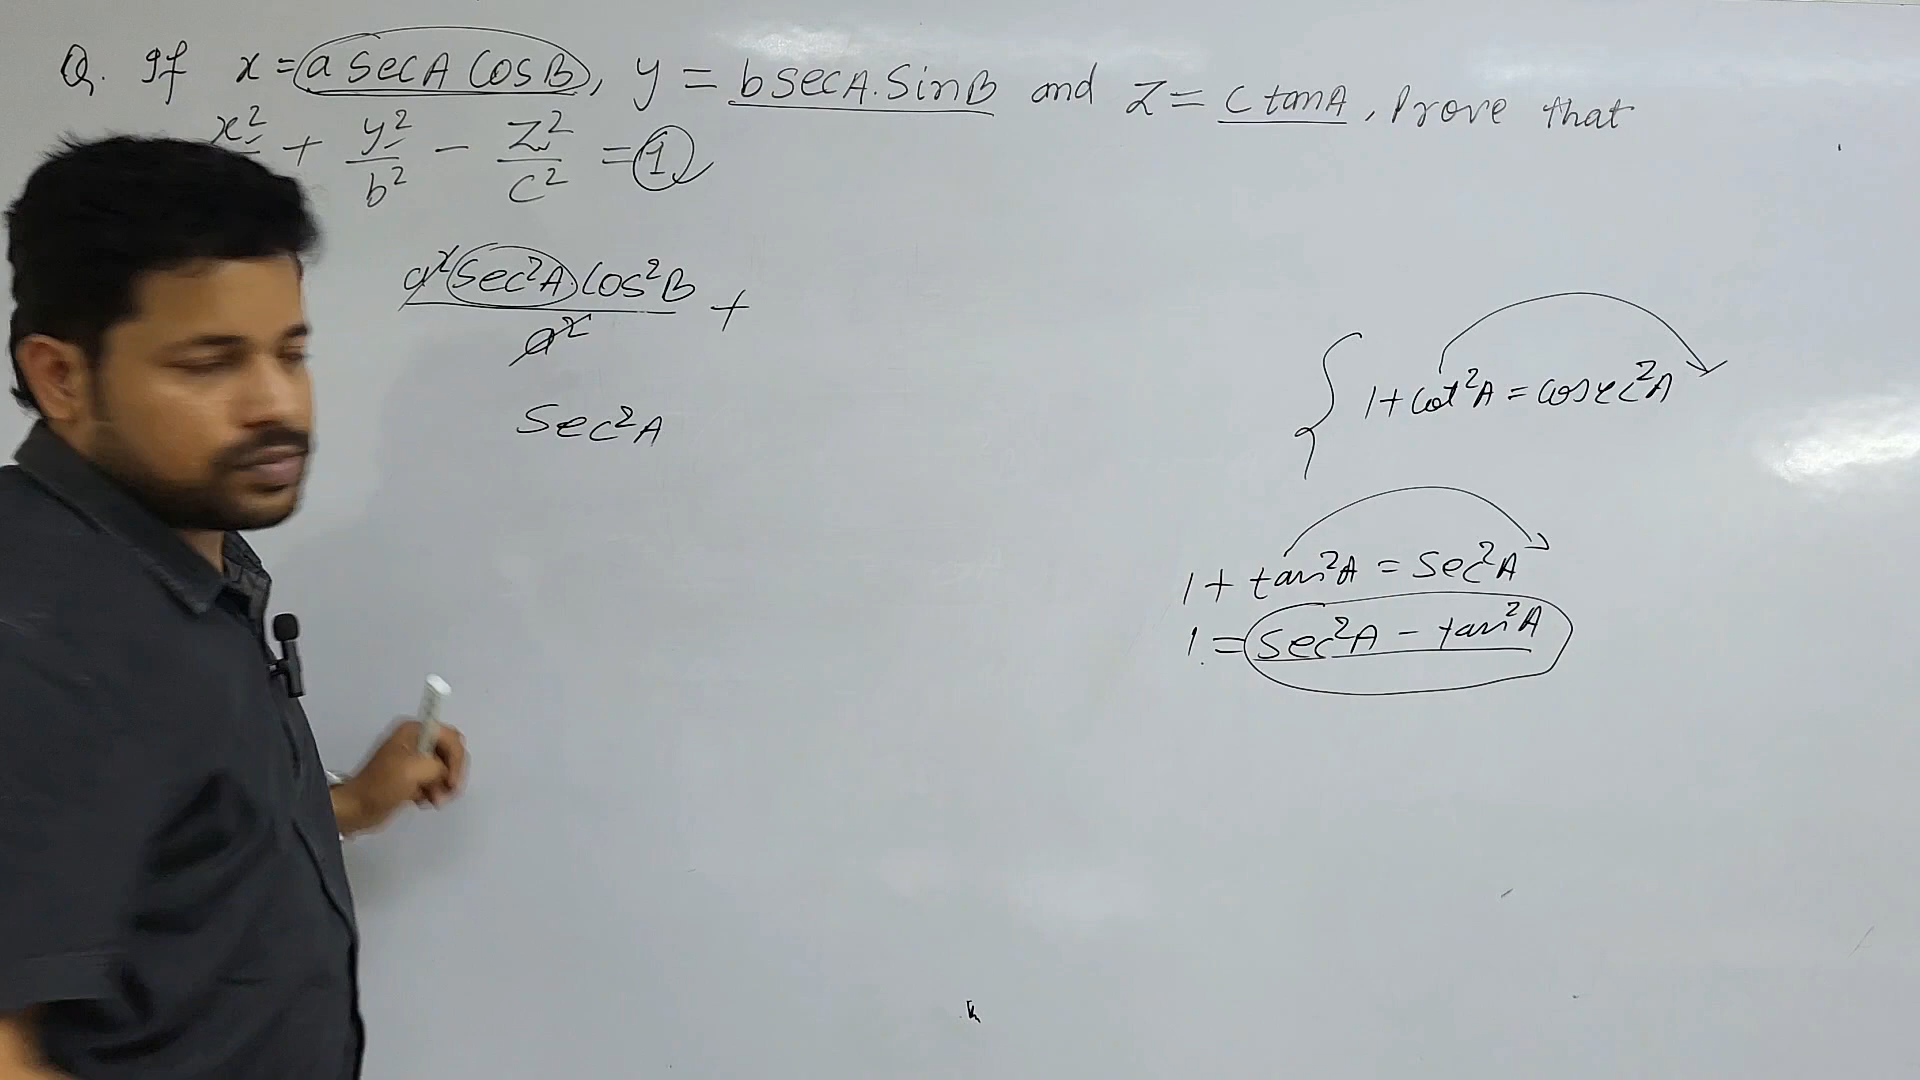 Q. If x = a SecA CosB, y = b secA. SinB and Z = c tanA, Prove that
x² + y²/b² - Z²/c² = 1
a² Sec²A Cos²B / a² +
Sec²A
1 + cot²A = cosec²A
1 + tan²A = Sec²A
1 = Sec²A - tan²A